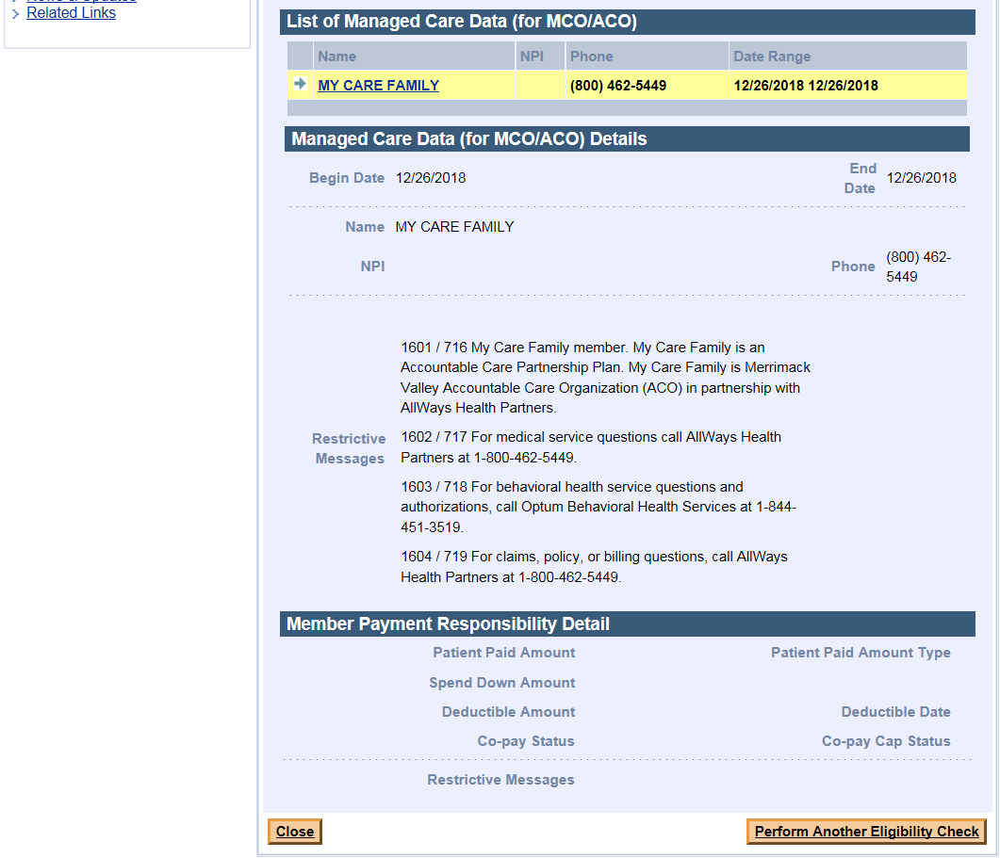 Related Links
List of Managed Care Data (for MCO/ACO)
Name NPI Phone Date Range
MY CARE FAMILY (800) 462-5449 12/26/2018 12/26/2018
Managed Care Data (for MCO/ACO) Details
Begin Date 12/26/2018 End Date 12/26/2018
Name MY CARE FAMILY
NPI Phone (800) 462-5449
1601 / 716 My Care Family member. My Care Family is an
Accountable Care Partnership Plan. My Care Family is Merrimack
Valley Accountable Care Organization (ACO) in partnership with
AllWays Health Partners.
Restrictive
Messages
1602 / 717 For medical service questions call AllWays Health
Partners at 1-800-462-5449.
1603 / 718 For behavioral health service questions and
authorizations, call Optum Behavioral Health Services at 1-844-
451-3519.
1604 / 719 For claims, policy, or billing questions, call AllWays
Health Partners at 1-800-462-5449.
Member Payment Responsibility Detail
Patient Paid Amount Patient Paid Amount Type
Spend Down Amount
Deductible Amount Deductible Date
Co-pay Status Co-pay Cap Status
Restrictive Messages
Close Perform Another Eligibility Check